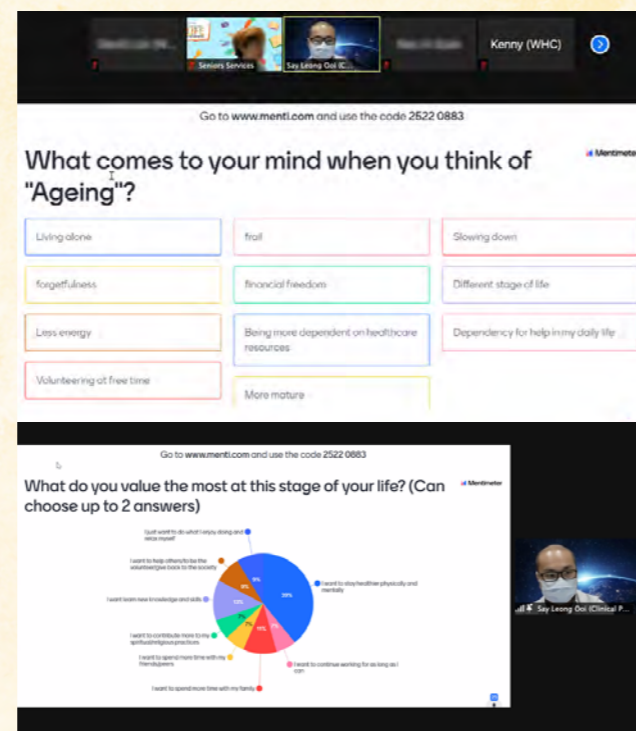 Kenny (WHC)
Seniors Services
Say Leong Ooi (C...
Go to www.menti.com and use the code 2522 0883
What comes to your mind when you think of
"Ageing"?
Mentimeter
Living alone
frail
Slowing down
forgetfulness
financial freedom
Different stage of life
Less energy
Being more dependent on healthcare
resources
Dependency for help in my daily life
Volunteering at free time
More mature
Go to www.menti.com and use the code 2522 0883
What do you value the most at this stage of your life? (Can
choose up to 2 answers)
Mentimeter
I just want to do what I enjoy doing and
relax myself
I want to help others/to be the
volunteer/give back to the society
I want learn new knowledge and skills
I want to contribute more to my
spiritual/religious practices
I want to spend more time with my
friends/peers
I want to spend more time with my family
I want to continue working for as long as I
can
I want to stay healthier physically and
mentally
39%
Say Leong Ooi (Clinical P...